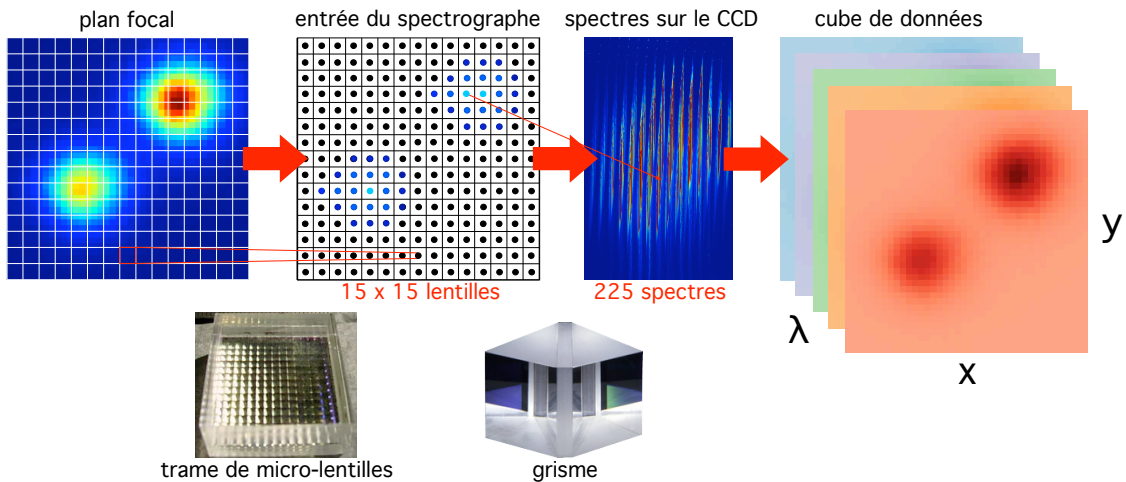 plan focal
entrée du spectrographe
spectres sur le CCD
cube de données
15 x 15 lentilles
225 spectres
y
λ
x
trame de micro-lentilles
grisme